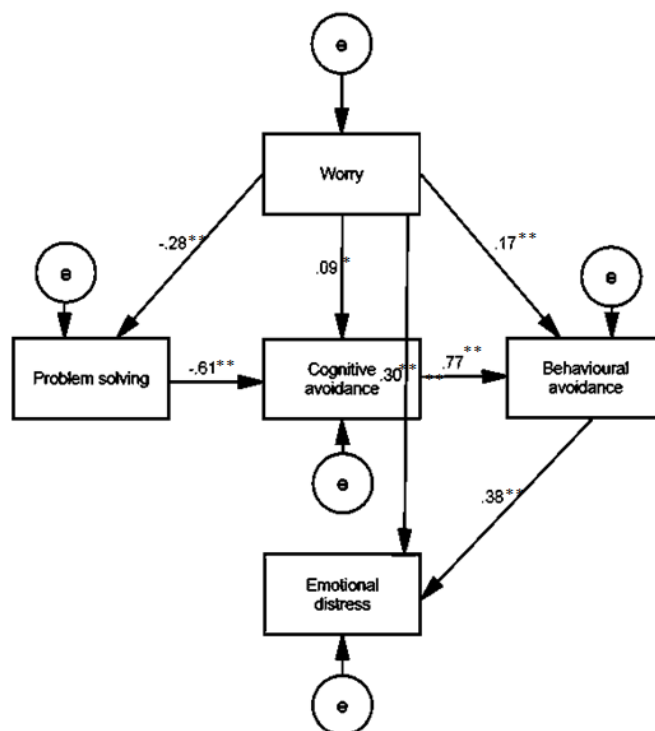 e
Worry
-.28**
.09*
.17**
e
e
Problem solving
-.61**
Cognitive
avoidance
.30**
**
.77**
Behavioural
avoidance
e
.38**
Emotional
distress
e